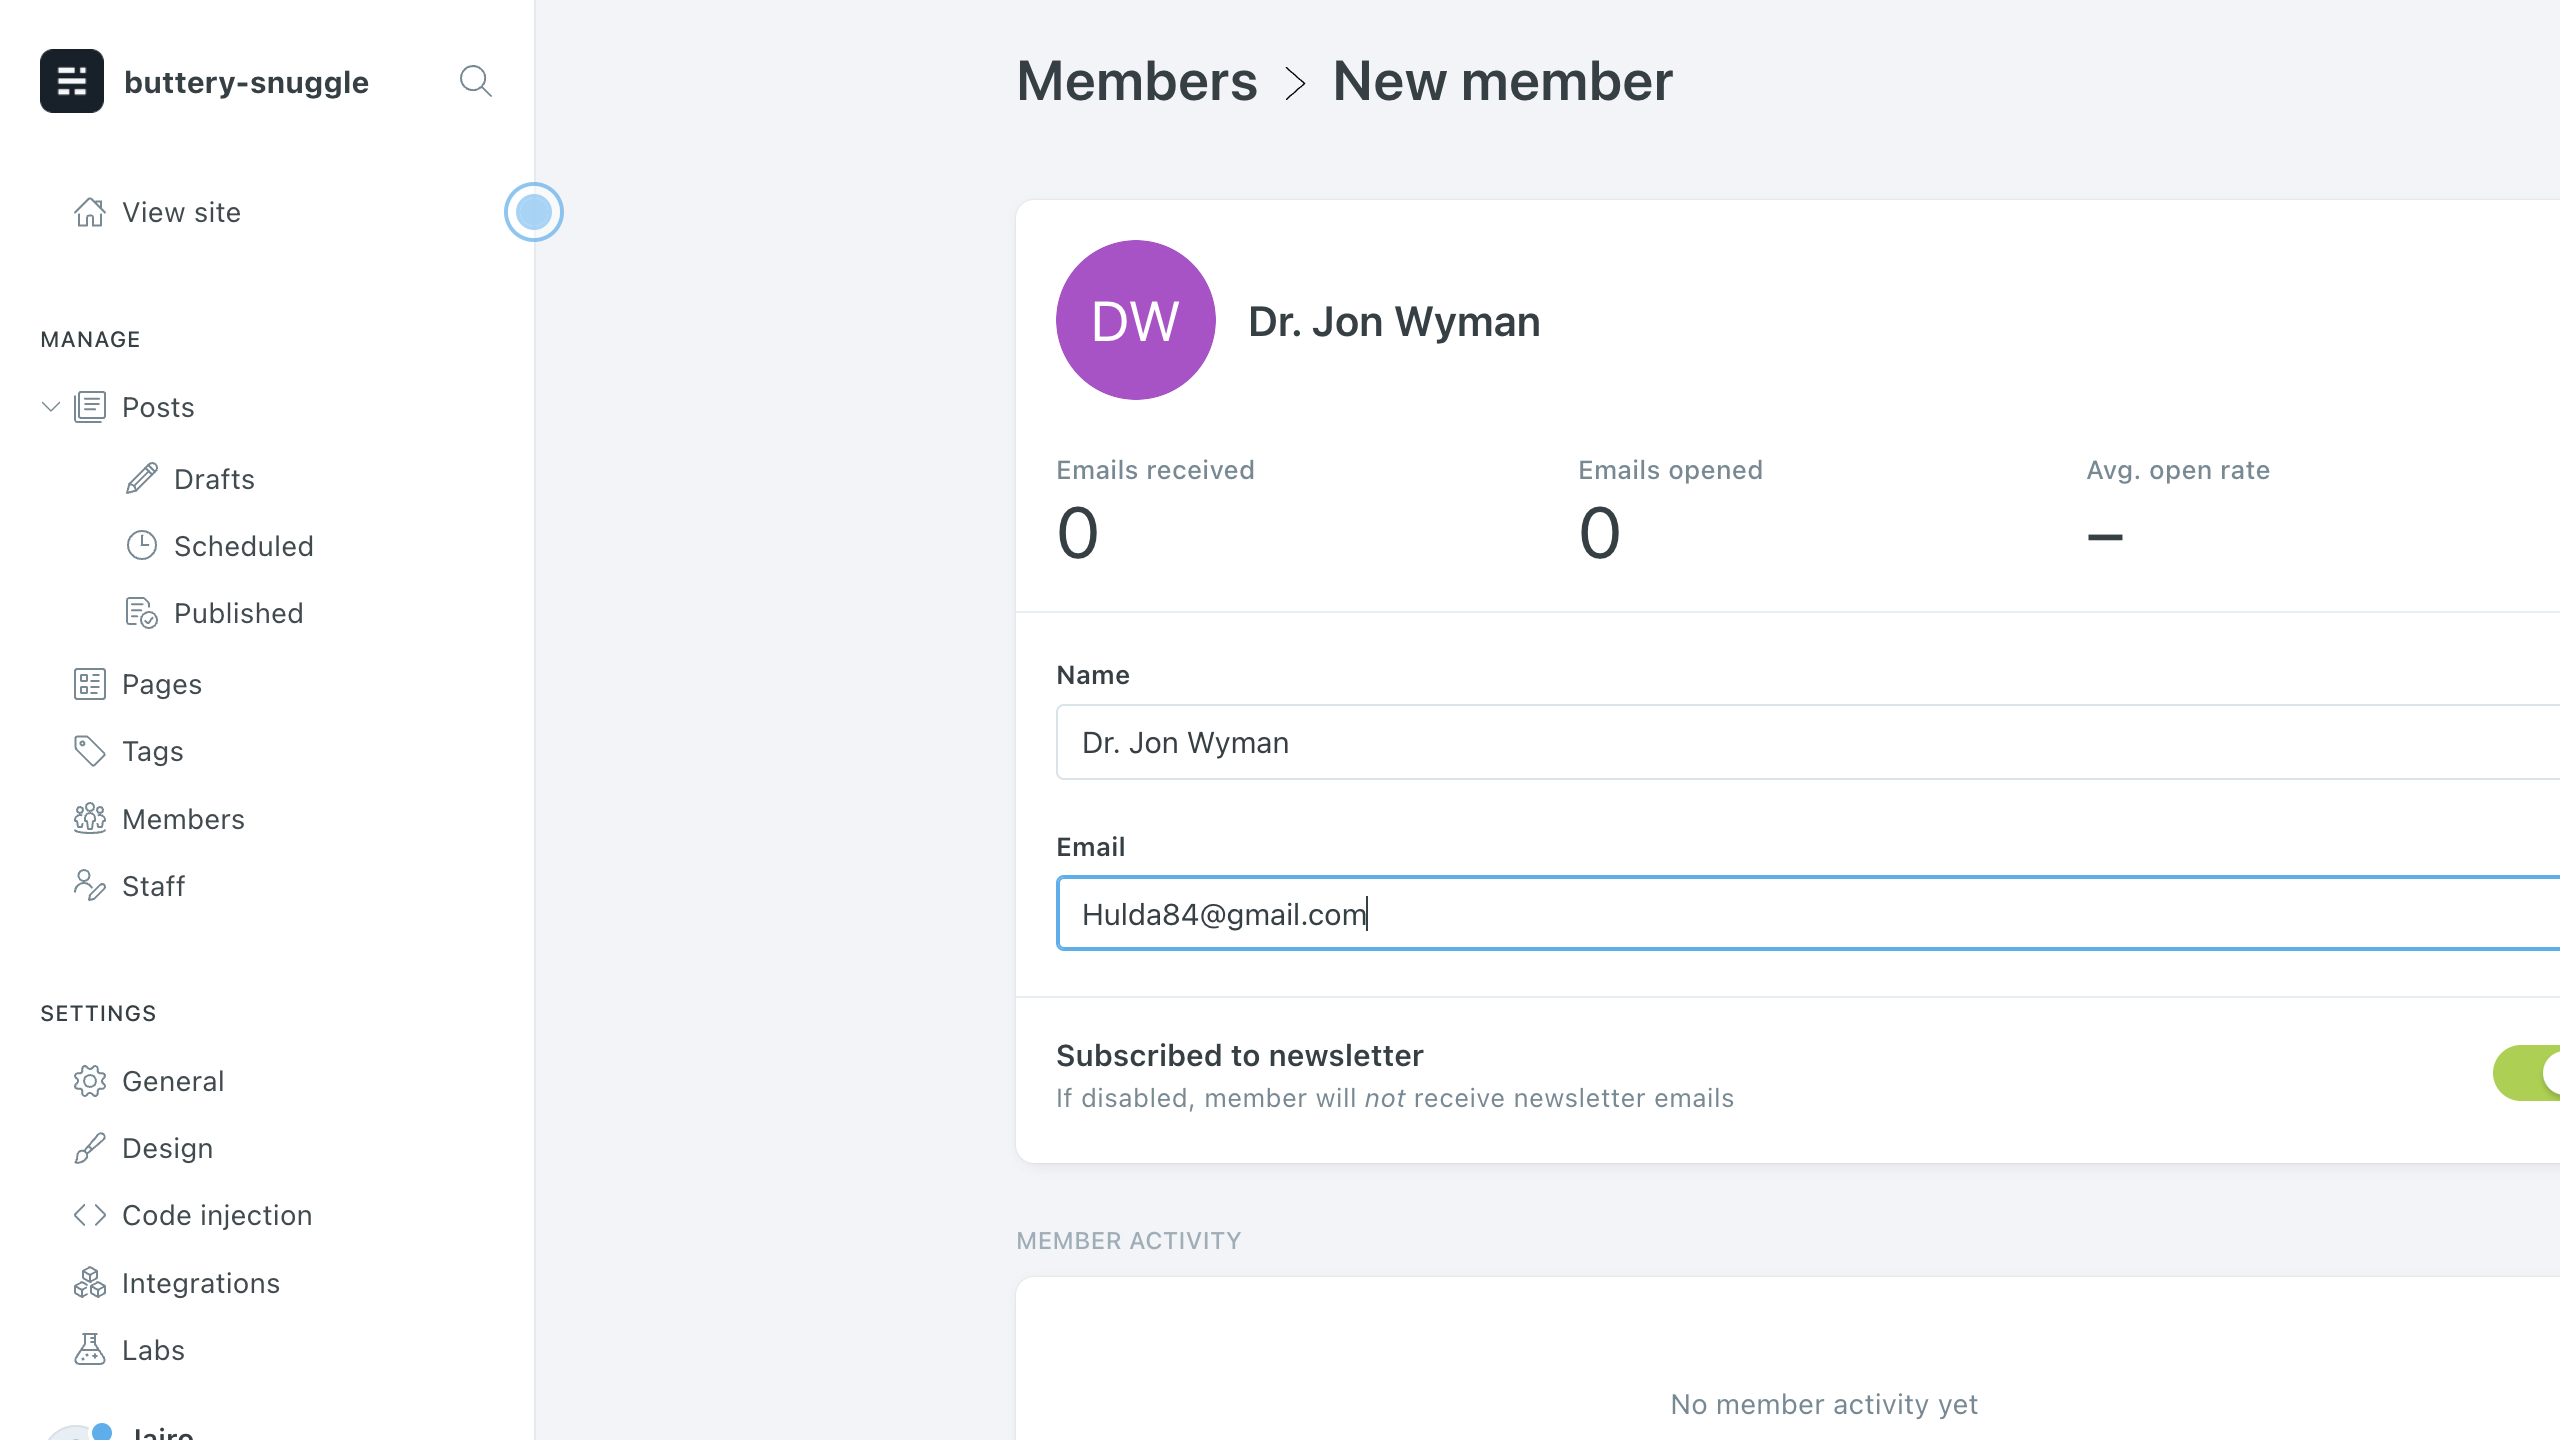 buttery-snuggle
View site
MANAGE
Posts
Drafts
Scheduled
Published
Pages
Tags
Members
Staff
SETTINGS
General
Design
Code injection
Integrations
Labs
Jairo
Members > New member
DW
Dr. Jon Wyman
Emails received
0
Emails opened
0
Avg. open rate
–
Name
Dr. Jon Wyman
Email
Hulda84@gmail.com
Subscribed to newsletter
If disabled, member will not receive newsletter emails
MEMBER ACTIVITY
No member activity yet